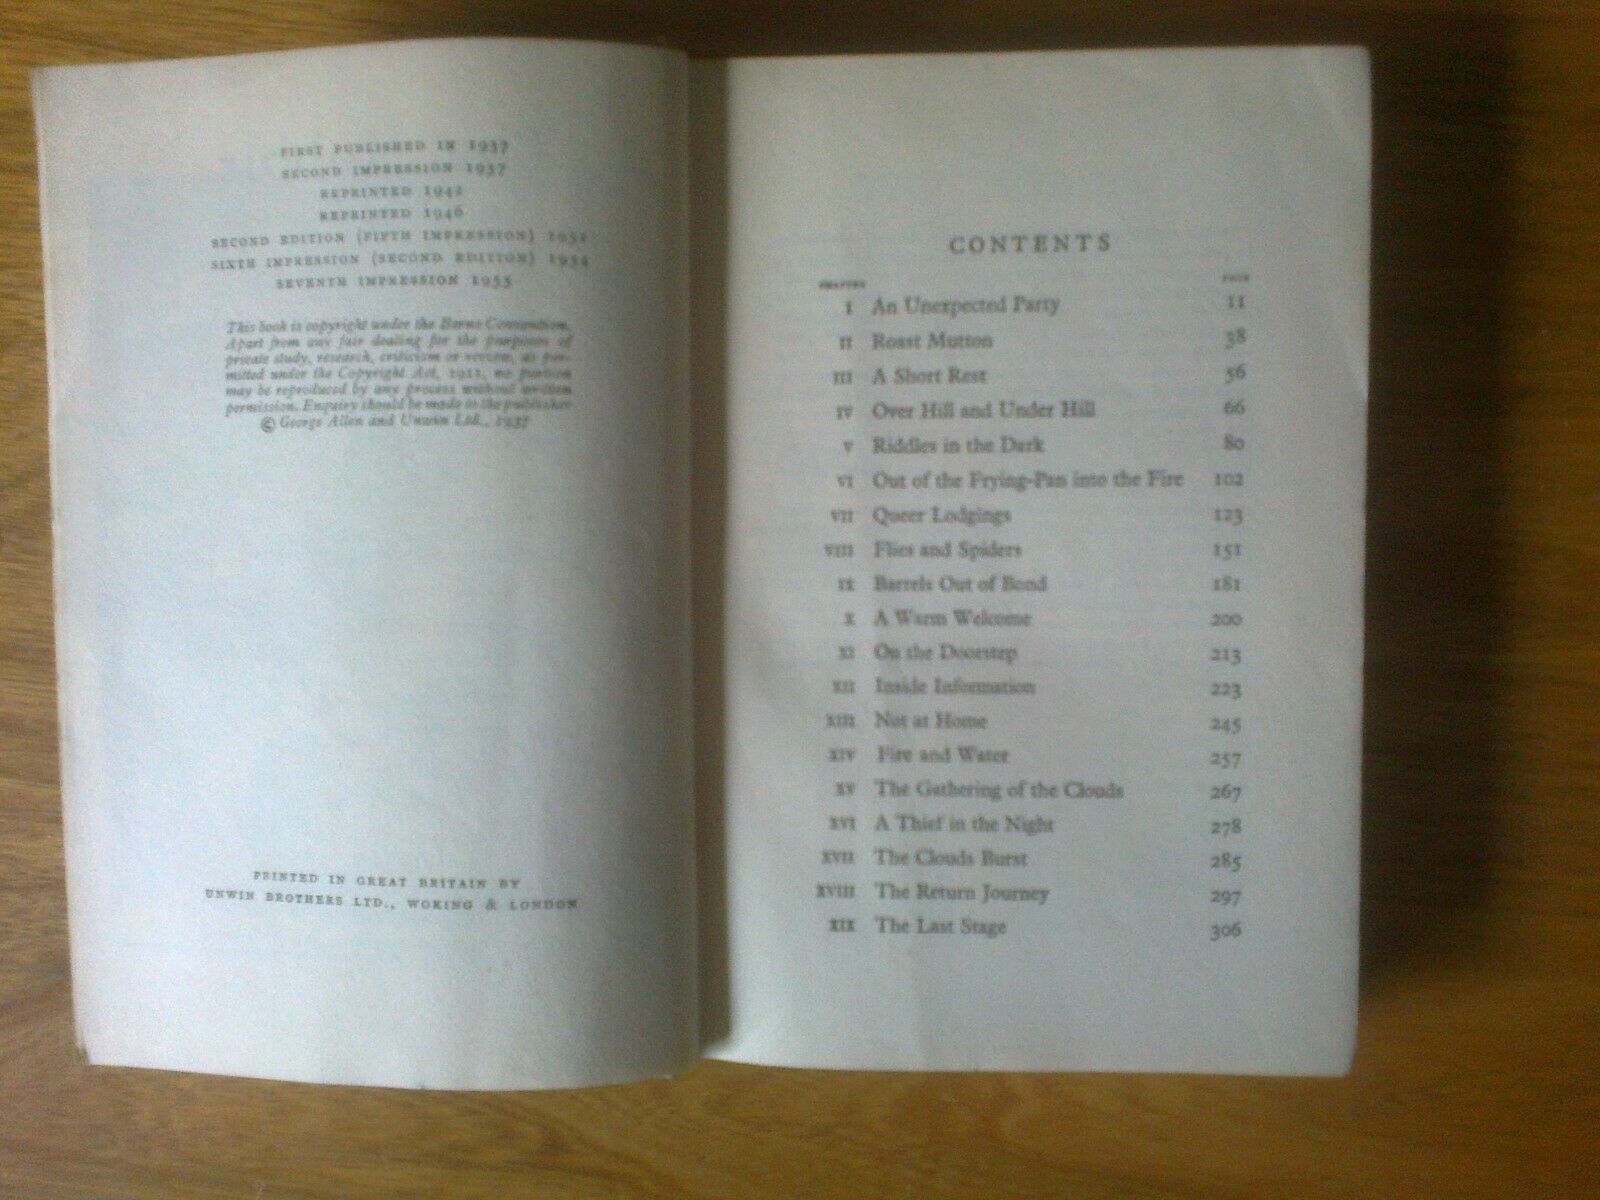 FIRST PUBLISHED IN 1937
SECOND IMPRESSION 1937
REPRINTED 1942
REPRINTED 1946
SECOND EDITION (FIFTH IMPRESSION) 1951
SIXTH IMPRESSION (SECOND EDITION) 1954
SEVENTH IMPRESSION 1955
This book is copyright under the Berne Convention.
Apart from any fair dealing for the purposes of
private study, research, criticism or review, as per-
mitted under the Copyright Act, 1911, no portion
may be reproduced by any process without written
permission. Enquiry should be made to the publisher
© George Allen and Unwin Ltd., 1937
PRINTED IN GREAT BRITAIN BY
UNWIN BROTHERS LTD., WOKING & LONDON
CONTENTS
CHAPTER PAGE
I An Unexpected Party 11
II Roast Mutton 38
III A Short Rest 56
IV Over Hill and Under Hill 66
V Riddles in the Dark 80
VI Out of the Frying-Pan into the Fire 102
VII Queer Lodgings 123
VIII Flies and Spiders 151
IX Barrels Out of Bond 181
X A Warm Welcome 200
XI On the Doorstep 213
XII Inside Information 223
XIII Not at Home 245
XIV Fire and Water 257
XV The Gathering of the Clouds 267
XVI A Thief in the Night 278
XVII The Clouds Burst 285
XVIII The Return Journey 297
XIX The Last Stage 306